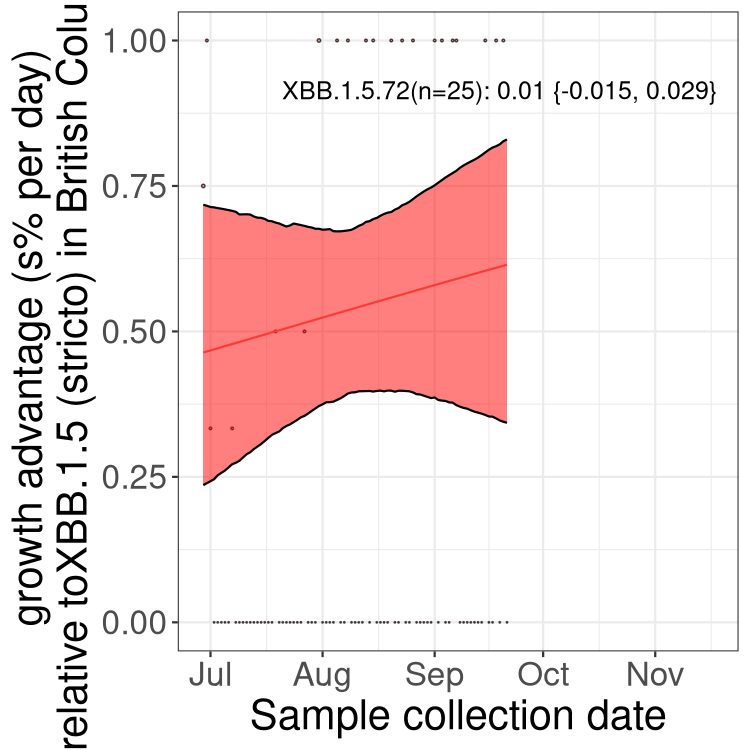 growth advantage (s% per day)
relative toXBB.1.5 (stricto) in British Colu
1.00
0.75
0.50
0.25
0.00
XBB.1.5.72(n=25): 0.01 {-0.015, 0.029}
Jul Aug Sep Oct Nov
Sample collection date